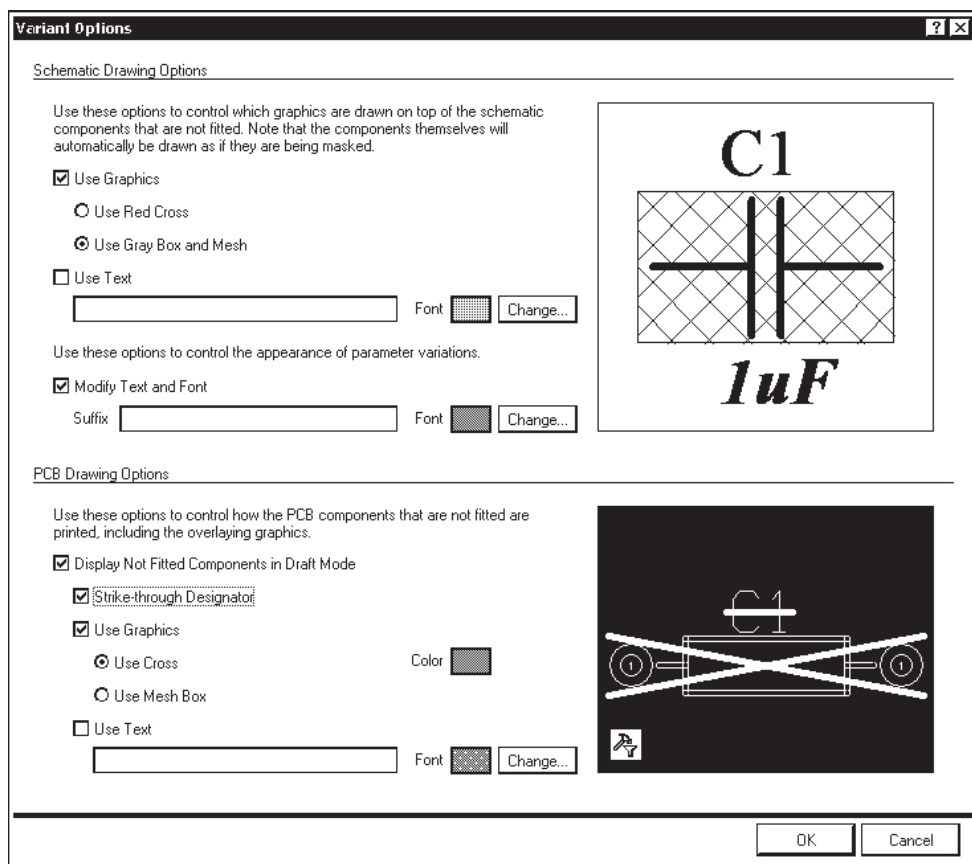 Variant Options
Schematic Drawing Options
Use these options to control which graphics are drawn on top of the schematic
components that are not fitted. Note that the components themselves will
automatically be drawn as if they are being masked.
Use Graphics
Use Red Cross
Use Gray Box and Mesh
Use Text
Font Change...
Use these options to control the appearance of parameter variations.
Modify Text and Font
Suffix Font Change...
C1
1uF
PCB Drawing Options
Use these options to control how the PCB components that are not fitted are
printed, including the overlaying graphics.
Display Not Fitted Components in Draft Mode
Strike-through Designator
Use Graphics
Use Cross Color
Use Mesh Box
Use Text
Font Change...
C1
1 1
OK Cancel